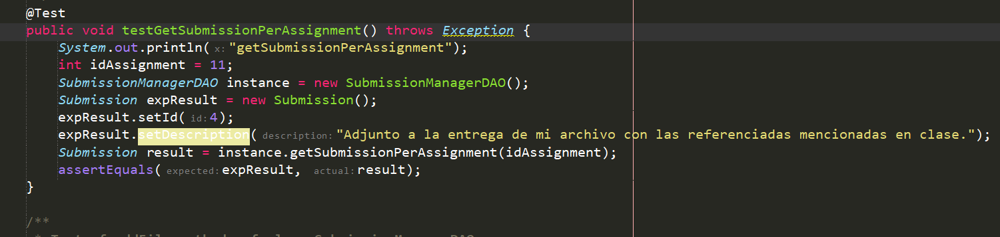 @Test
public void testGetSubmissionPerAssignment() throws Exception {
System.out.println( x: "getSubmissionPerAssignment");
int idAssignment = 11;
SubmissionManagerDAO instance = new SubmissionManagerDAO();
Submission expResult = new Submission();
expResult.setId( id: 4);
expResult.setDescription( description: "Adjunto a la entrega de mi archivo con las referenciadas mencionadas en clase.");
Submission result = instance.getSubmissionPerAssignment(idAssignment);
assertEquals( expected: expResult, actual: result);
}
/**